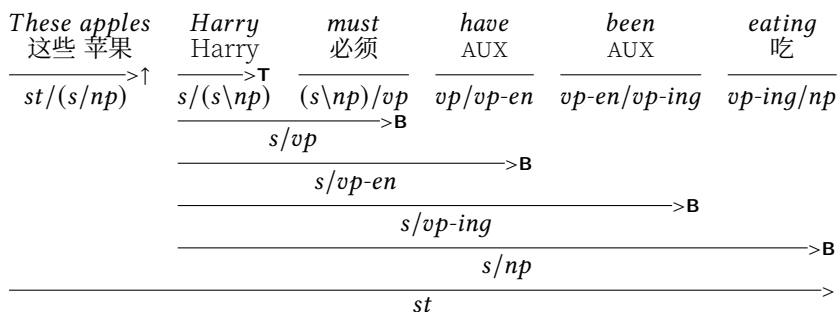 These apples Harry must have been eating
这些 苹果 Harry 必须 AUX AUX 吃
>↑ >T
st/(s/np) s/(s\np) (s\np)/vp vp/vp-en vp-en/vp-ing vp-ing/np
>B
s/vp
>B
s/vp-en
>B
s/vp-ing
>B
s/np
>
st